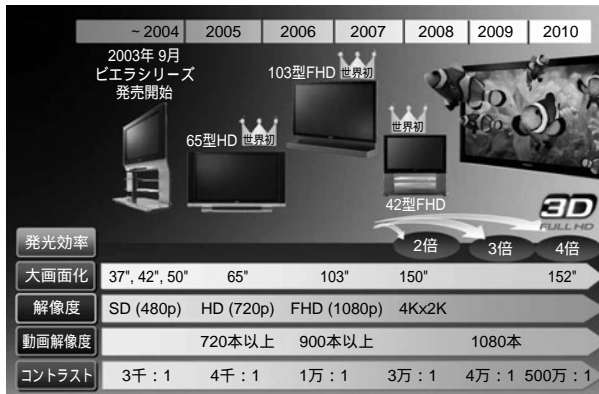 ~ 2004 2005 2006 2007 2008 2009 2010
2003年 9月
ビエラシリーズ
発売開始
65型HD 世界初
103型FHD 世界初
世界初
42型FHD
3D
FULL HD
発光効率 2倍 3倍 4倍
大画面化 37", 42", 50" 65" 103" 150" 152"
解像度 SD (480p) HD (720p) FHD (1080p) 4Kx2K
動画解像度 720本以上 900本以上 1080本
コントラスト 3千：1 4千：1 1万：1 3万：1 4万：1 500万：1